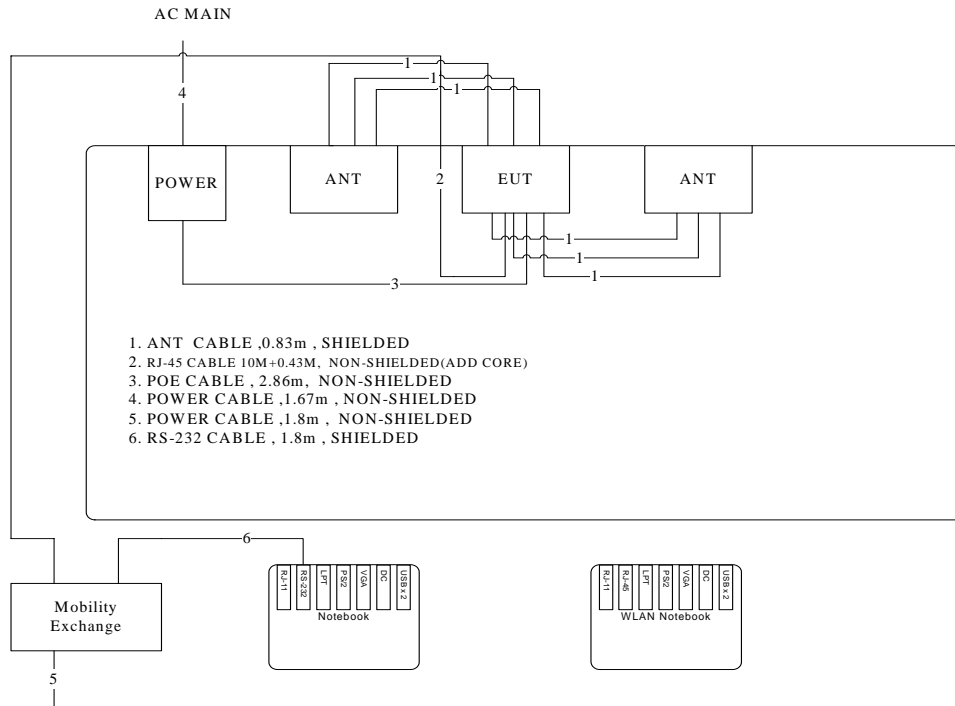 AC MAIN
1
1
1
4
POWER
ANT
2
EUT
ANT
1
1
1
3
1. ANT CABLE ,0.83m , SHIELDED
2. RJ-45 CABLE 10M+0.43M, NON-SHIELDED(ADD CORE)
3. POE CABLE , 2.86m, NON-SHIELDED
4. POWER CABLE ,1.67m , NON-SHIELDED
5. POWER CABLE ,1.8m , NON-SHIELDED
6. RS-232 CABLE , 1.8m , SHIELDED
6
Mobility
Exchange
5
RJ-11
RS-232
LPT
PS/2
VGA
DC
USB x 2
Notebook
RJ-11
RJ-45
LPT
PS/2
VGA
DC
USB x 2
WLAN Notebook